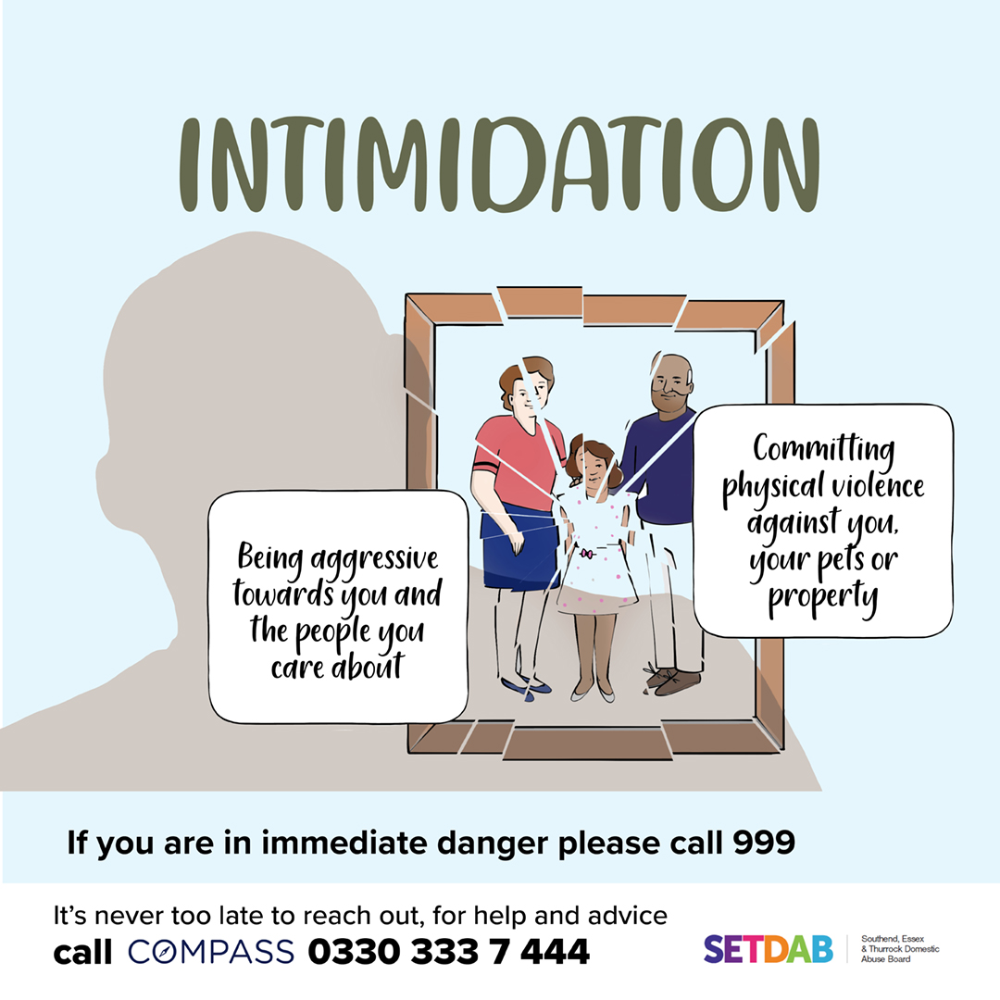 INTIMIDATION
Being aggressive
towards you and
the people you
care about
Committing
physical violence
against you,
your pets or
property
If you are in immediate danger please call 999
It's never too late to reach out, for help and advice
call COMPASS 0330 333 7 444
SETDAB
Southend, Essex
& Thurrock Domestic
Abuse Board